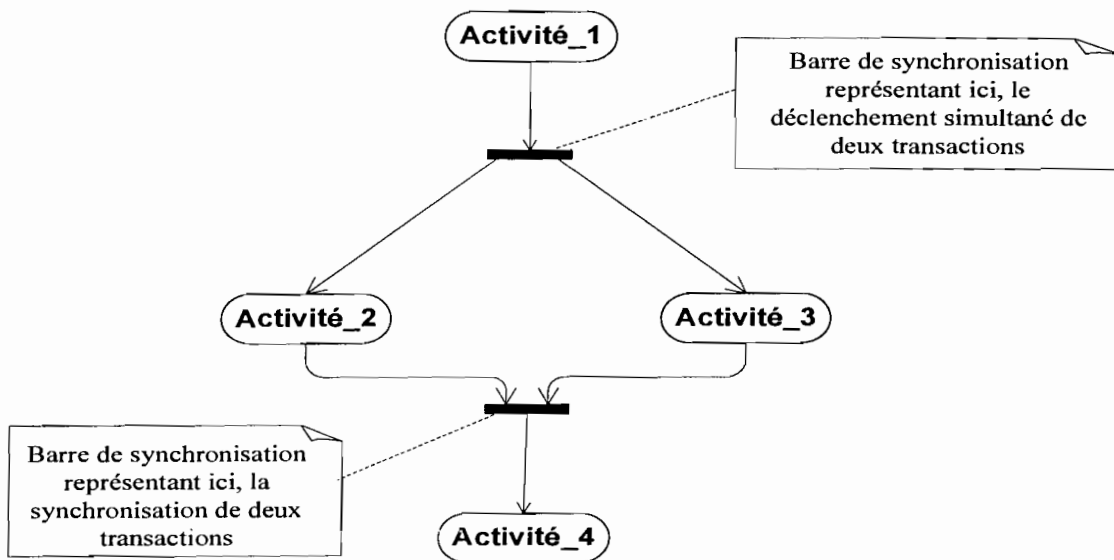 Activité_1
Barre de synchronisation
représentant ici, le
déclenchement simultané de
deux transactions
Activité_2
Activité_3
Barre de synchronisation
représentant ici, la
synchronisation de deux
transactions
Activité_4